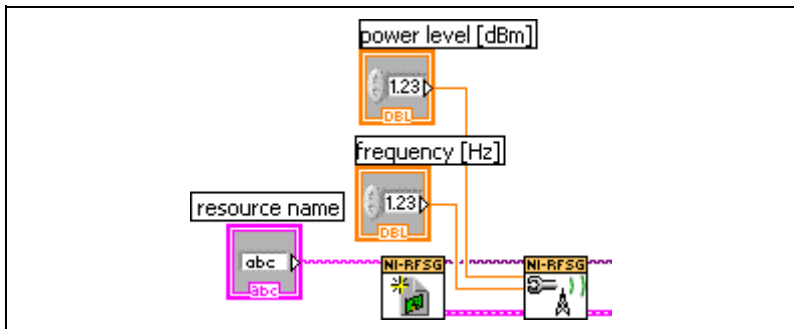 power level [dBm]
1.23
DBL
frequency [Hz]
1.23
DBL
resource name
abc
abc
NI-RFSG
NI-RFSG